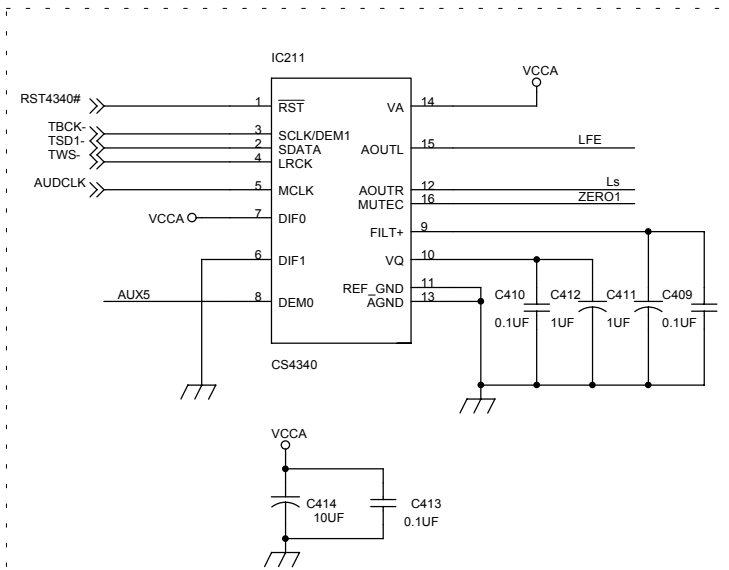 IC211
VCCA
RST4340#
1
RST
VA
14
TBCK-
3
SCLK/DEM1
TSD1-
2
SDATA
AOUTL
15
LFE
TWS-
4
LRCK
AUDCLK
5
MCLK
AOUTR
12
Ls
MUTEC
16
ZERO1
VCCA
7
DIF0
FILT+
9
6
DIF1
VQ
10
REF_GND
11
AUX5
8
DEM0
AGND
13
C410
C412
C411
C409
0.1UF
1UF
1UF
0.1UF
CS4340
VCCA
C414
C413
10UF
0.1UF